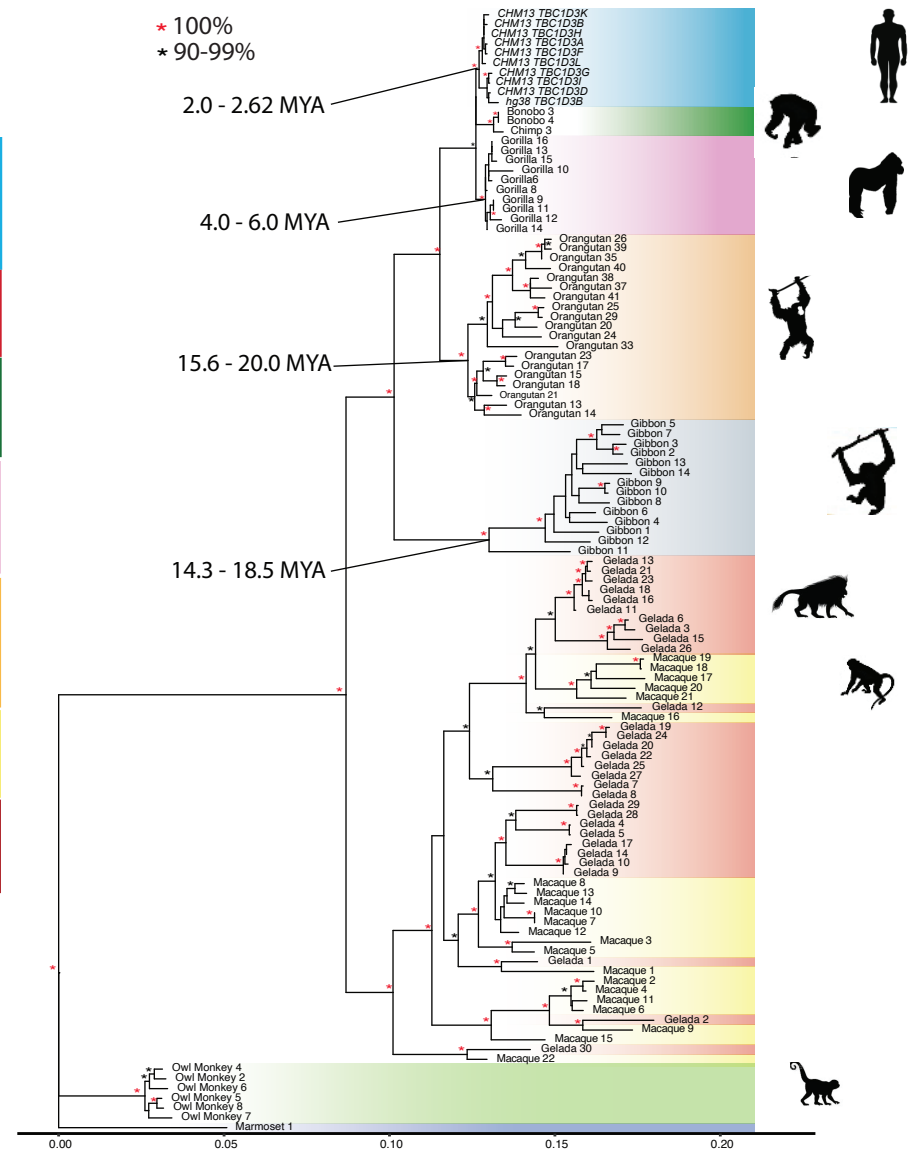 * 100%
* 90-99%
CHM13 TBC1D3K
CHM13 TBC1D3B
CHM13 TBC1D3H
CHM13 TBC1D3A
CHM13 TBC1D3F
CHM13 TBC1D3L
CHM13 TBC1D3G
CHM13 TBC1D3I
CHM13 TBC1D3D
hg38 TBC1D3B
2.0 - 2.62 MYA
Bonobo 3
Bonobo 4
Chimp 3
Gorilla 16
Gorilla 13
Gorilla 15
Gorilla 10
Gorilla6
Gorilla 8
Gorilla 9
Gorilla 11
Gorilla 12
Gorilla 14
4.0 - 6.0 MYA
Orangutan 26
Orangutan 39
Orangutan 35
Orangutan 40
Orangutan 38
Orangutan 37
Orangutan 41
Orangutan 25
Orangutan 29
Orangutan 20
Orangutan 24
Orangutan 33
Orangutan 23
Orangutan 17
Orangutan 15
Orangutan 18
Orangutan 21
Orangutan 13
Orangutan 14
15.6 - 20.0 MYA
Gibbon 5
Gibbon 7
Gibbon 3
Gibbon 2
Gibbon 13
Gibbon 14
Gibbon 9
Gibbon 10
Gibbon 8
Gibbon 6
Gibbon 4
Gibbon 1
Gibbon 12
Gibbon 11
14.3 - 18.5 MYA
Gelada 13
Gelada 21
Gelada 23
Gelada 18
Gelada 16
Gelada 11
Gelada 6
Gelada 3
Gelada 15
Gelada 26
Macaque 19
Macaque 18
Macaque 17
Macaque 20
Macaque 21
Gelada 12
Macaque 16
Gelada 19
Gelada 24
Gelada 20
Gelada 22
Gelada 25
Gelada 27
Gelada 7
Gelada 8
Gelada 29
Gelada 28
Gelada 4
Gelada 5
Gelada 17
Gelada 14
Gelada 10
Gelada 9
Macaque 8
Macaque 13
Macaque 14
Macaque 10
Macaque 7
Macaque 12
Macaque 3
Macaque 5
Gelada 1
Macaque 1
Macaque 2
Macaque 4
Macaque 11
Macaque 6
Gelada 2
Macaque 9
Macaque 15
Gelada 30
Macaque 22
Owl Monkey 4
Owl Monkey 2
Owl Monkey 6
Owl Monkey 5
Owl Monkey 8
Owl Monkey 7
Marmoset 1
0.00 0.05 0.10 0.15 0.20